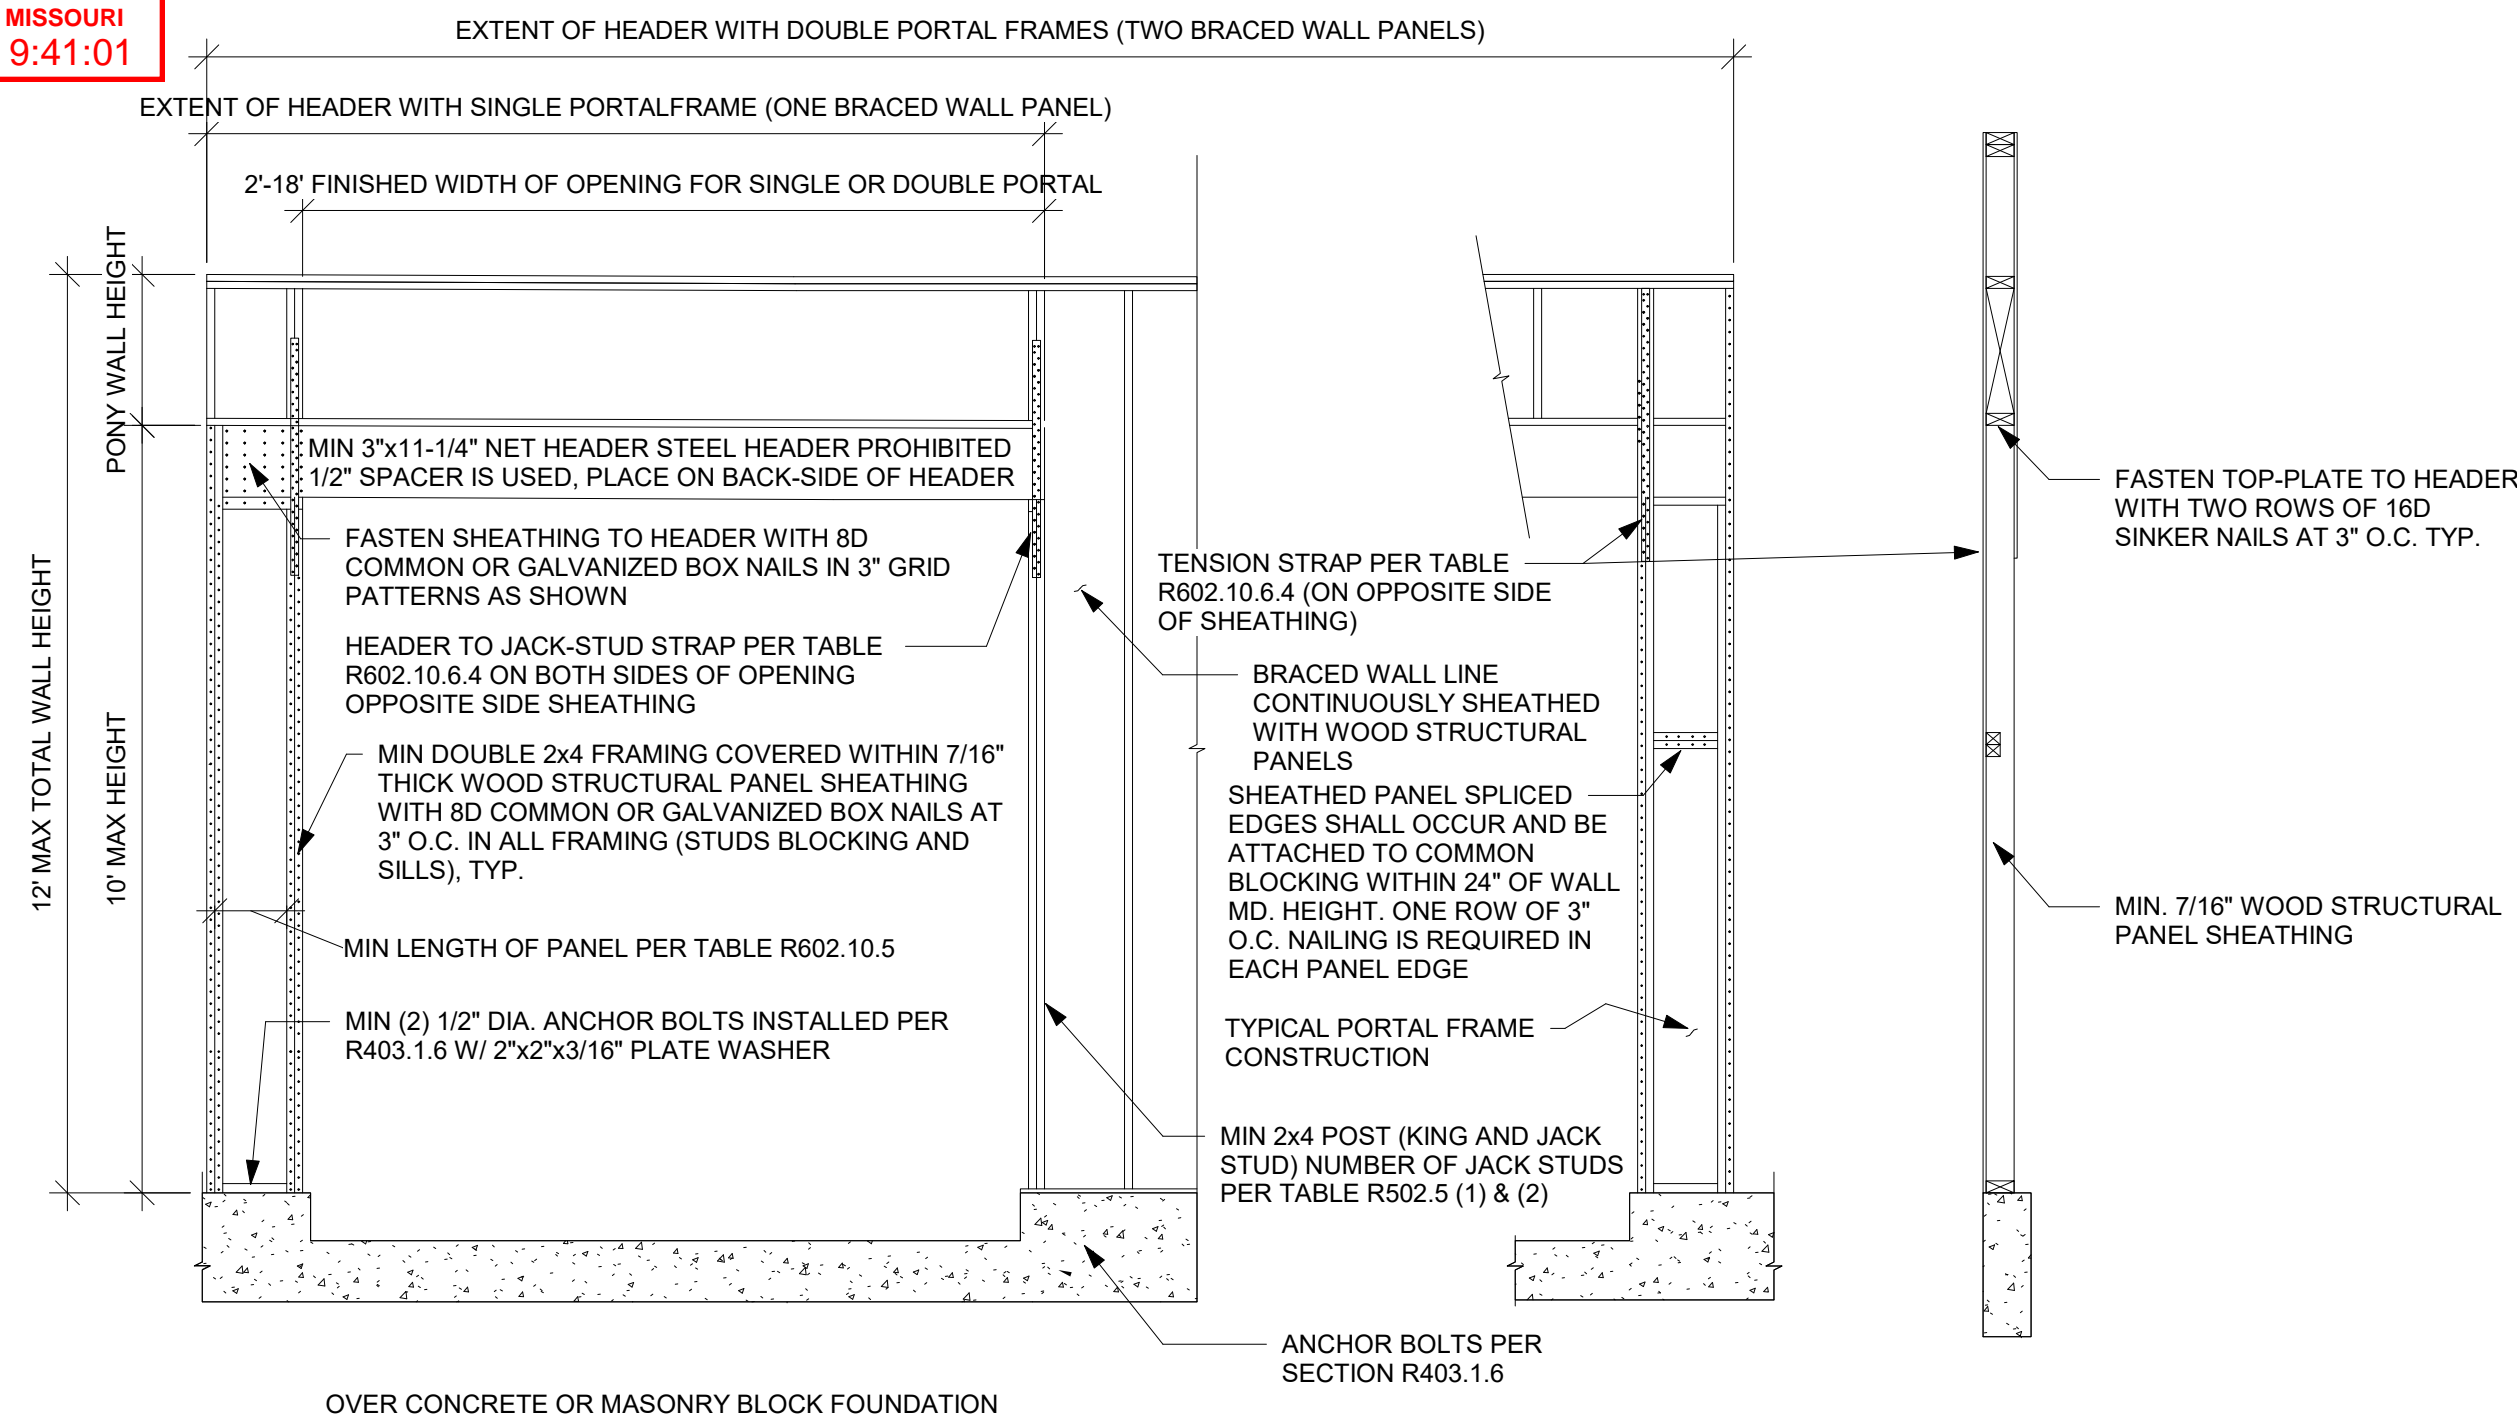 MISSOURI
9:41:01
EXTENT OF HEADER WITH DOUBLE PORTAL FRAMES (TWO BRACED WALL PANELS)
EXTENT OF HEADER WITH SINGLE PORTALFRAME (ONE BRACED WALL PANEL)
2'-18' FINISHED WIDTH OF OPENING FOR SINGLE OR DOUBLE PORTAL
PONY WALL HEIGHT
12' MAX TOTAL WALL HEIGHT
10' MAX HEIGHT
MIN 3"x11-1/4" NET HEADER STEEL HEADER PROHIBITED
1/2" SPACER IS USED, PLACE ON BACK-SIDE OF HEADER
FASTEN SHEATHING TO HEADER WITH 8D
COMMON OR GALVANIZED BOX NAILS IN 3" GRID
PATTERNS AS SHOWN
HEADER TO JACK-STUD STRAP PER TABLE
R602.10.6.4 ON BOTH SIDES OF OPENING
OPPOSITE SIDE SHEATHING
MIN DOUBLE 2x4 FRAMING COVERED WITHIN 7/16"
THICK WOOD STRUCTURAL PANEL SHEATHING
WITH 8D COMMON OR GALVANIZED BOX NAILS AT
3" O.C. IN ALL FRAMING (STUDS BLOCKING AND
SILLS), TYP.
MIN LENGTH OF PANEL PER TABLE R602.10.5
MIN (2) 1/2" DIA. ANCHOR BOLTS INSTALLED PER
R403.1.6 W/ 2"x2"x3/16" PLATE WASHER
TENSION STRAP PER TABLE
R602.10.6.4 (ON OPPOSITE SIDE
OF SHEATHING)
BRACED WALL LINE
CONTINUOUSLY SHEATHED
WITH WOOD STRUCTURAL
PANELS
SHEATHED PANEL SPLICED
EDGES SHALL OCCUR AND BE
ATTACHED TO COMMON
BLOCKING WITHIN 24" OF WALL
MD. HEIGHT. ONE ROW OF 3"
O.C. NAILING IS REQUIRED IN
EACH PANEL EDGE
TYPICAL PORTAL FRAME
CONSTRUCTION
MIN 2x4 POST (KING AND JACK
STUD) NUMBER OF JACK STUDS
PER TABLE R502.5 (1) & (2)
ANCHOR BOLTS PER
SECTION R403.1.6
FASTEN TOP-PLATE TO HEADER
WITH TWO ROWS OF 16D
SINKER NAILS AT 3" O.C. TYP.
MIN. 7/16" WOOD STRUCTURAL
PANEL SHEATHING
OVER CONCRETE OR MASONRY BLOCK FOUNDATION